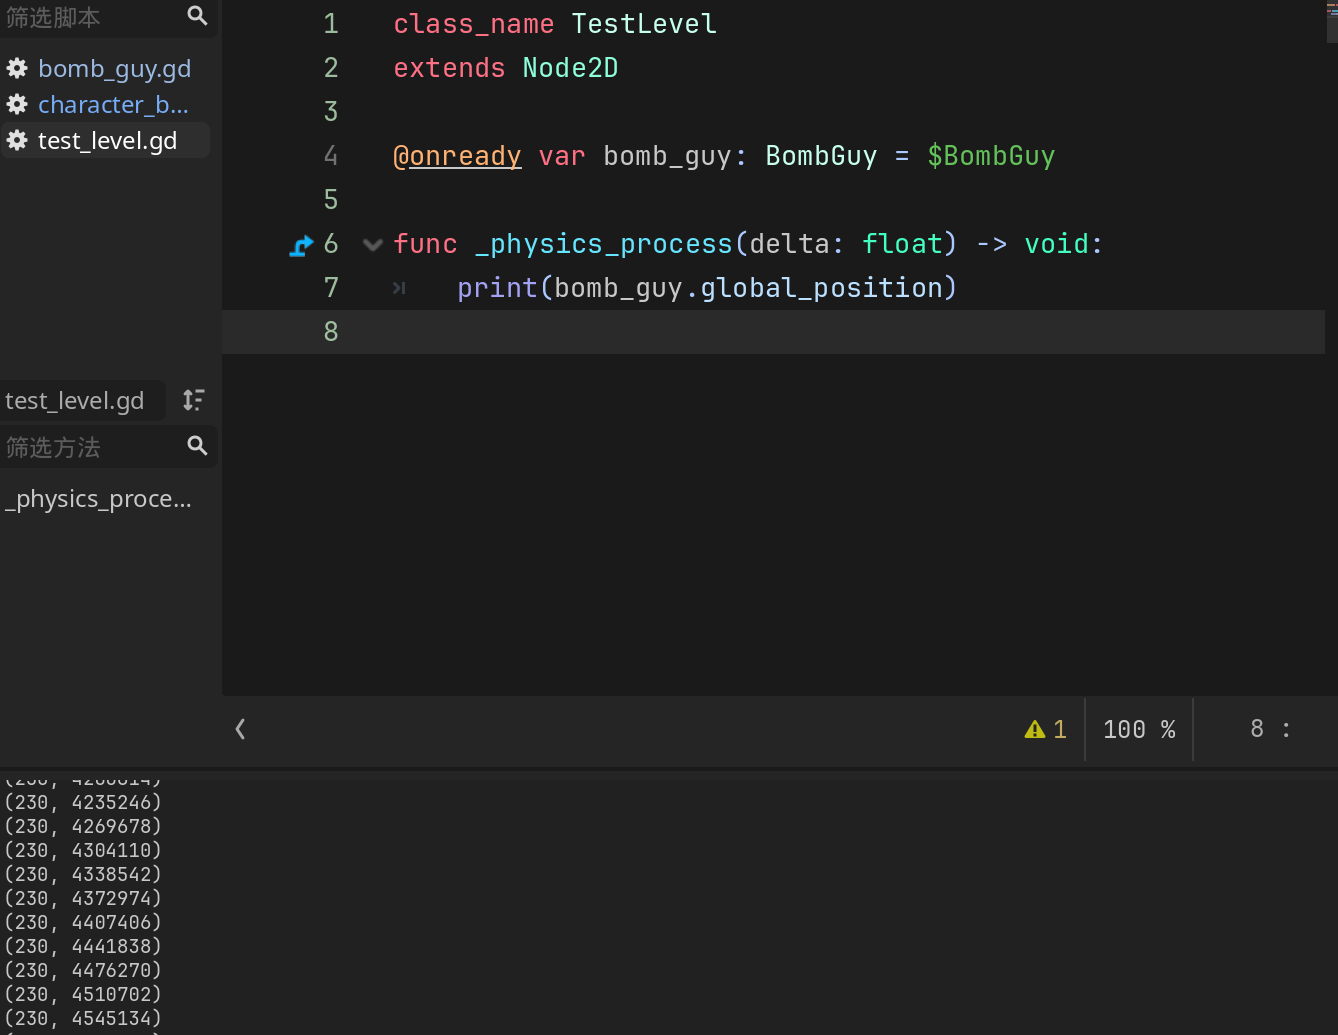 筛选脚本
bomb_guy.gd
character_b...
test_level.gd
test_level.gd
筛选方法
_physics_proce...
1 class_name TestLevel
2 extends Node2D
3
4 @onready var bomb_guy: BombGuy = $BombGuy
5
6 func _physics_process(delta: float) -> void:
7 print(bomb_guy.global_position)
8
1 100 % 8 :
(230, 4235246)
(230, 4269678)
(230, 4304110)
(230, 4338542)
(230, 4372974)
(230, 4407406)
(230, 4441838)
(230, 4476270)
(230, 4510702)
(230, 4545134)